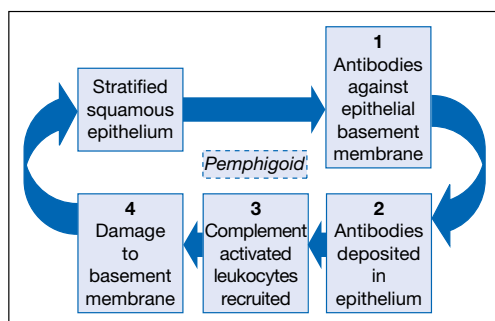 Stratified
squamous
epithelium
1
Antibodies
against
epithelial
basement
membrane
Pemphigoid
2
Antibodies
deposited
in
epithelium
3
Complement
activated
leukocytes
recruited
4
Damage
to
basement
membrane